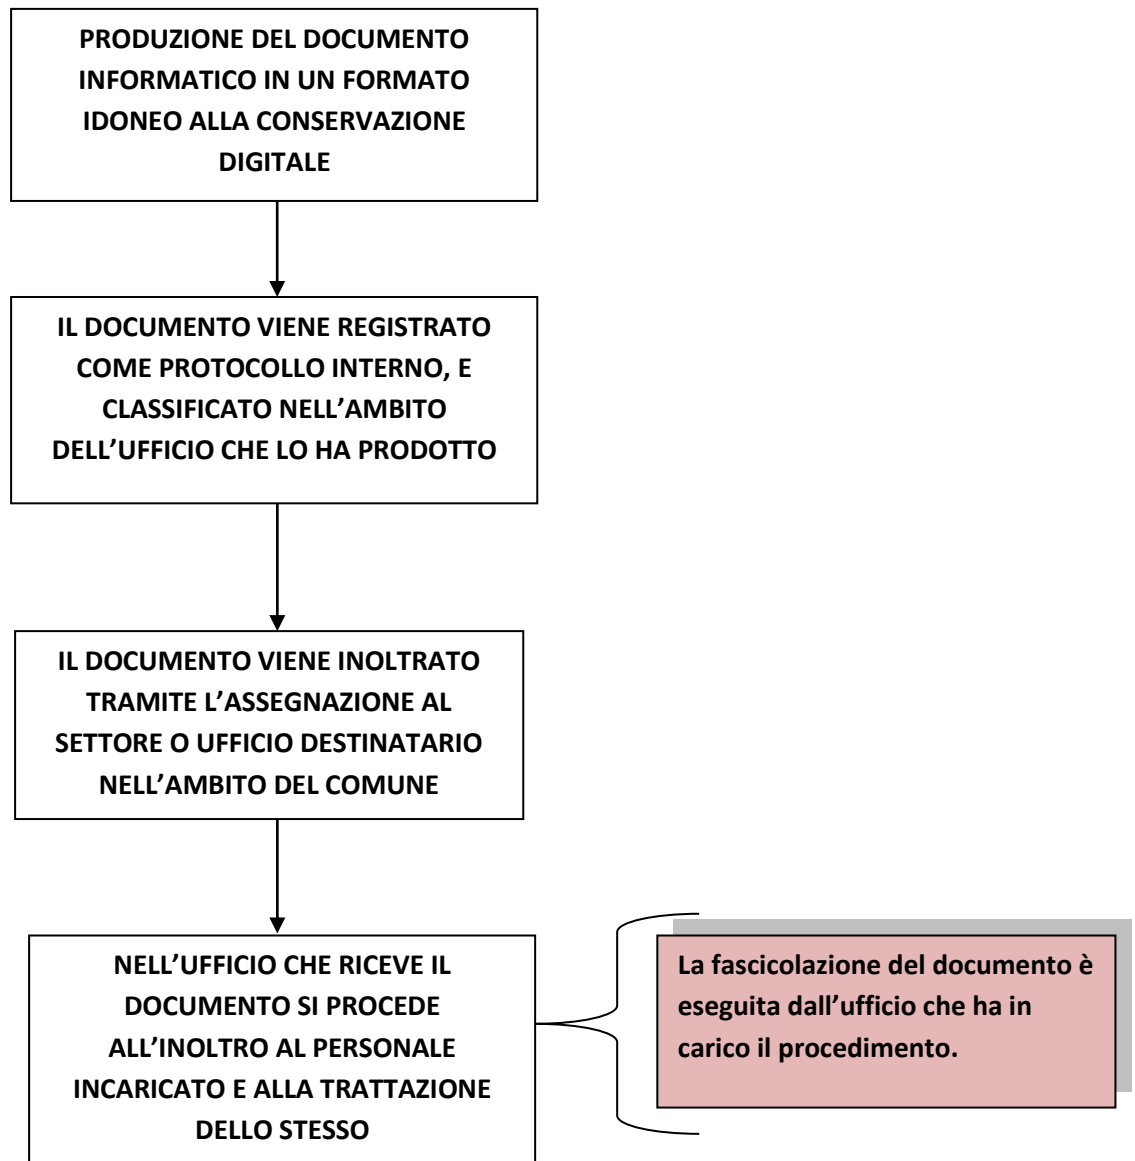 PRODUZIONE DEL DOCUMENTO
INFORMATICO IN UN FORMATO
IDONEO ALLA CONSERVAZIONE
DIGITALE
IL DOCUMENTO VIENE REGISTRATO
COME PROTOCOLLO INTERNO, E
CLASSIFICATO NELL’AMBITO
DELL’UFFICIO CHE LO HA PRODOTTO
IL DOCUMENTO VIENE INOLTRATO
TRAMITE L’ASSEGNAZIONE AL
SETTORE O UFFICIO DESTINATARIO
NELL’AMBITO DEL COMUNE
NELL’UFFICIO CHE RICEVE IL
DOCUMENTO SI PROCEDE
ALL’INOLTRO AL PERSONALE
INCARICATO E ALLA TRATTAZIONE
DELLO STESSO
La fascicolazione del documento è
eseguita dall’ufficio che ha in
carico il procedimento.